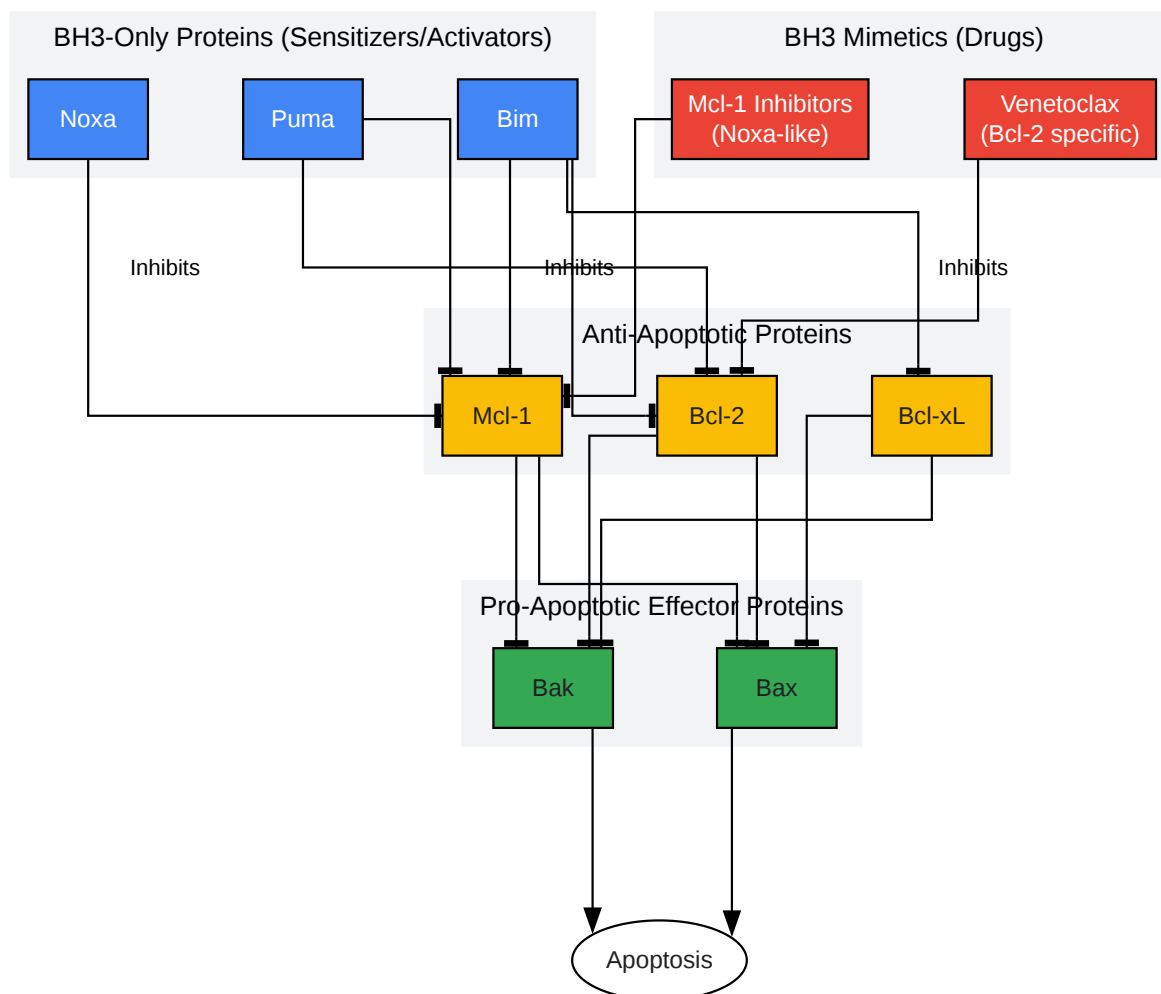 BH3-Only Proteins (Sensitizers/Activators)
BH3 Mimetics (Drugs)
Noxa
Puma
Bim
Mcl-1 Inhibitors
(Noxa-like)
Venetoclax
(Bcl-2 specific)
Inhibits
Inhibits
Inhibits
Anti-Apoptotic Proteins
Mcl-1
Bcl-2
Bcl-xL
Pro-Apoptotic Effector Proteins
Bak
Bax
Apoptosis